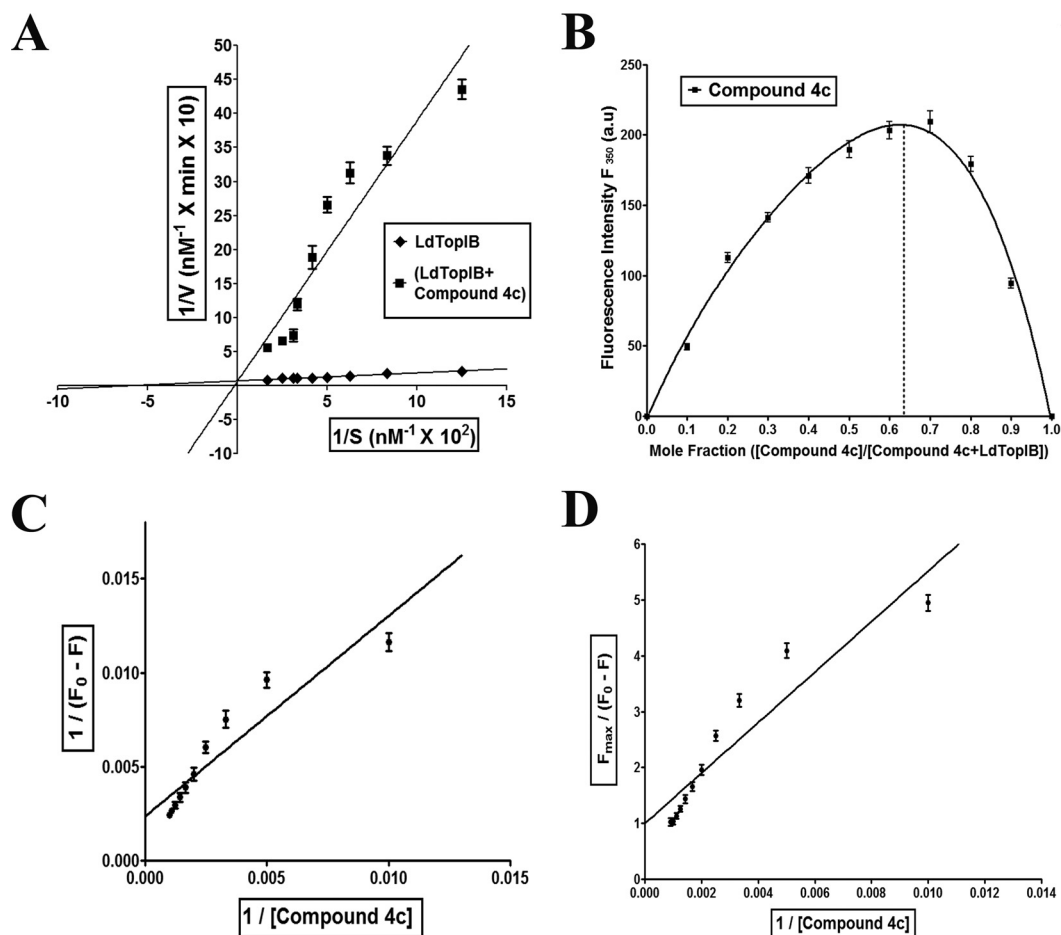 A
1/V (nM⁻¹ X min X 10)
50
45
40
35
30
25
20
15
10
5
-5
-10
-10
-5
5
10
15
LdTopIB
(LdTopIB+
Compound 4c)
1/S (nM⁻¹ X 10²)
B
Fluorescence Intensity F ₃₆₀ (a.u)
250
200
150
100
50
0
Compound 4c
0.0 0.1 0.2 0.3 0.4 0.5 0.6 0.7 0.8 0.9 1.0
Mole Fraction ([Compound 4c]/[Compound 4c+LdTopIB])
C
1 / (F₀ - F)
0.015
0.010
0.005
0.000
0.000 0.005 0.010 0.015
1 / [Compound 4c]
D
Fmax / (F₀ - F)
6
5
4
3
2
1
0
0.000 0.002 0.004 0.006 0.008 0.010 0.012 0.014
1 / [Compound 4c]